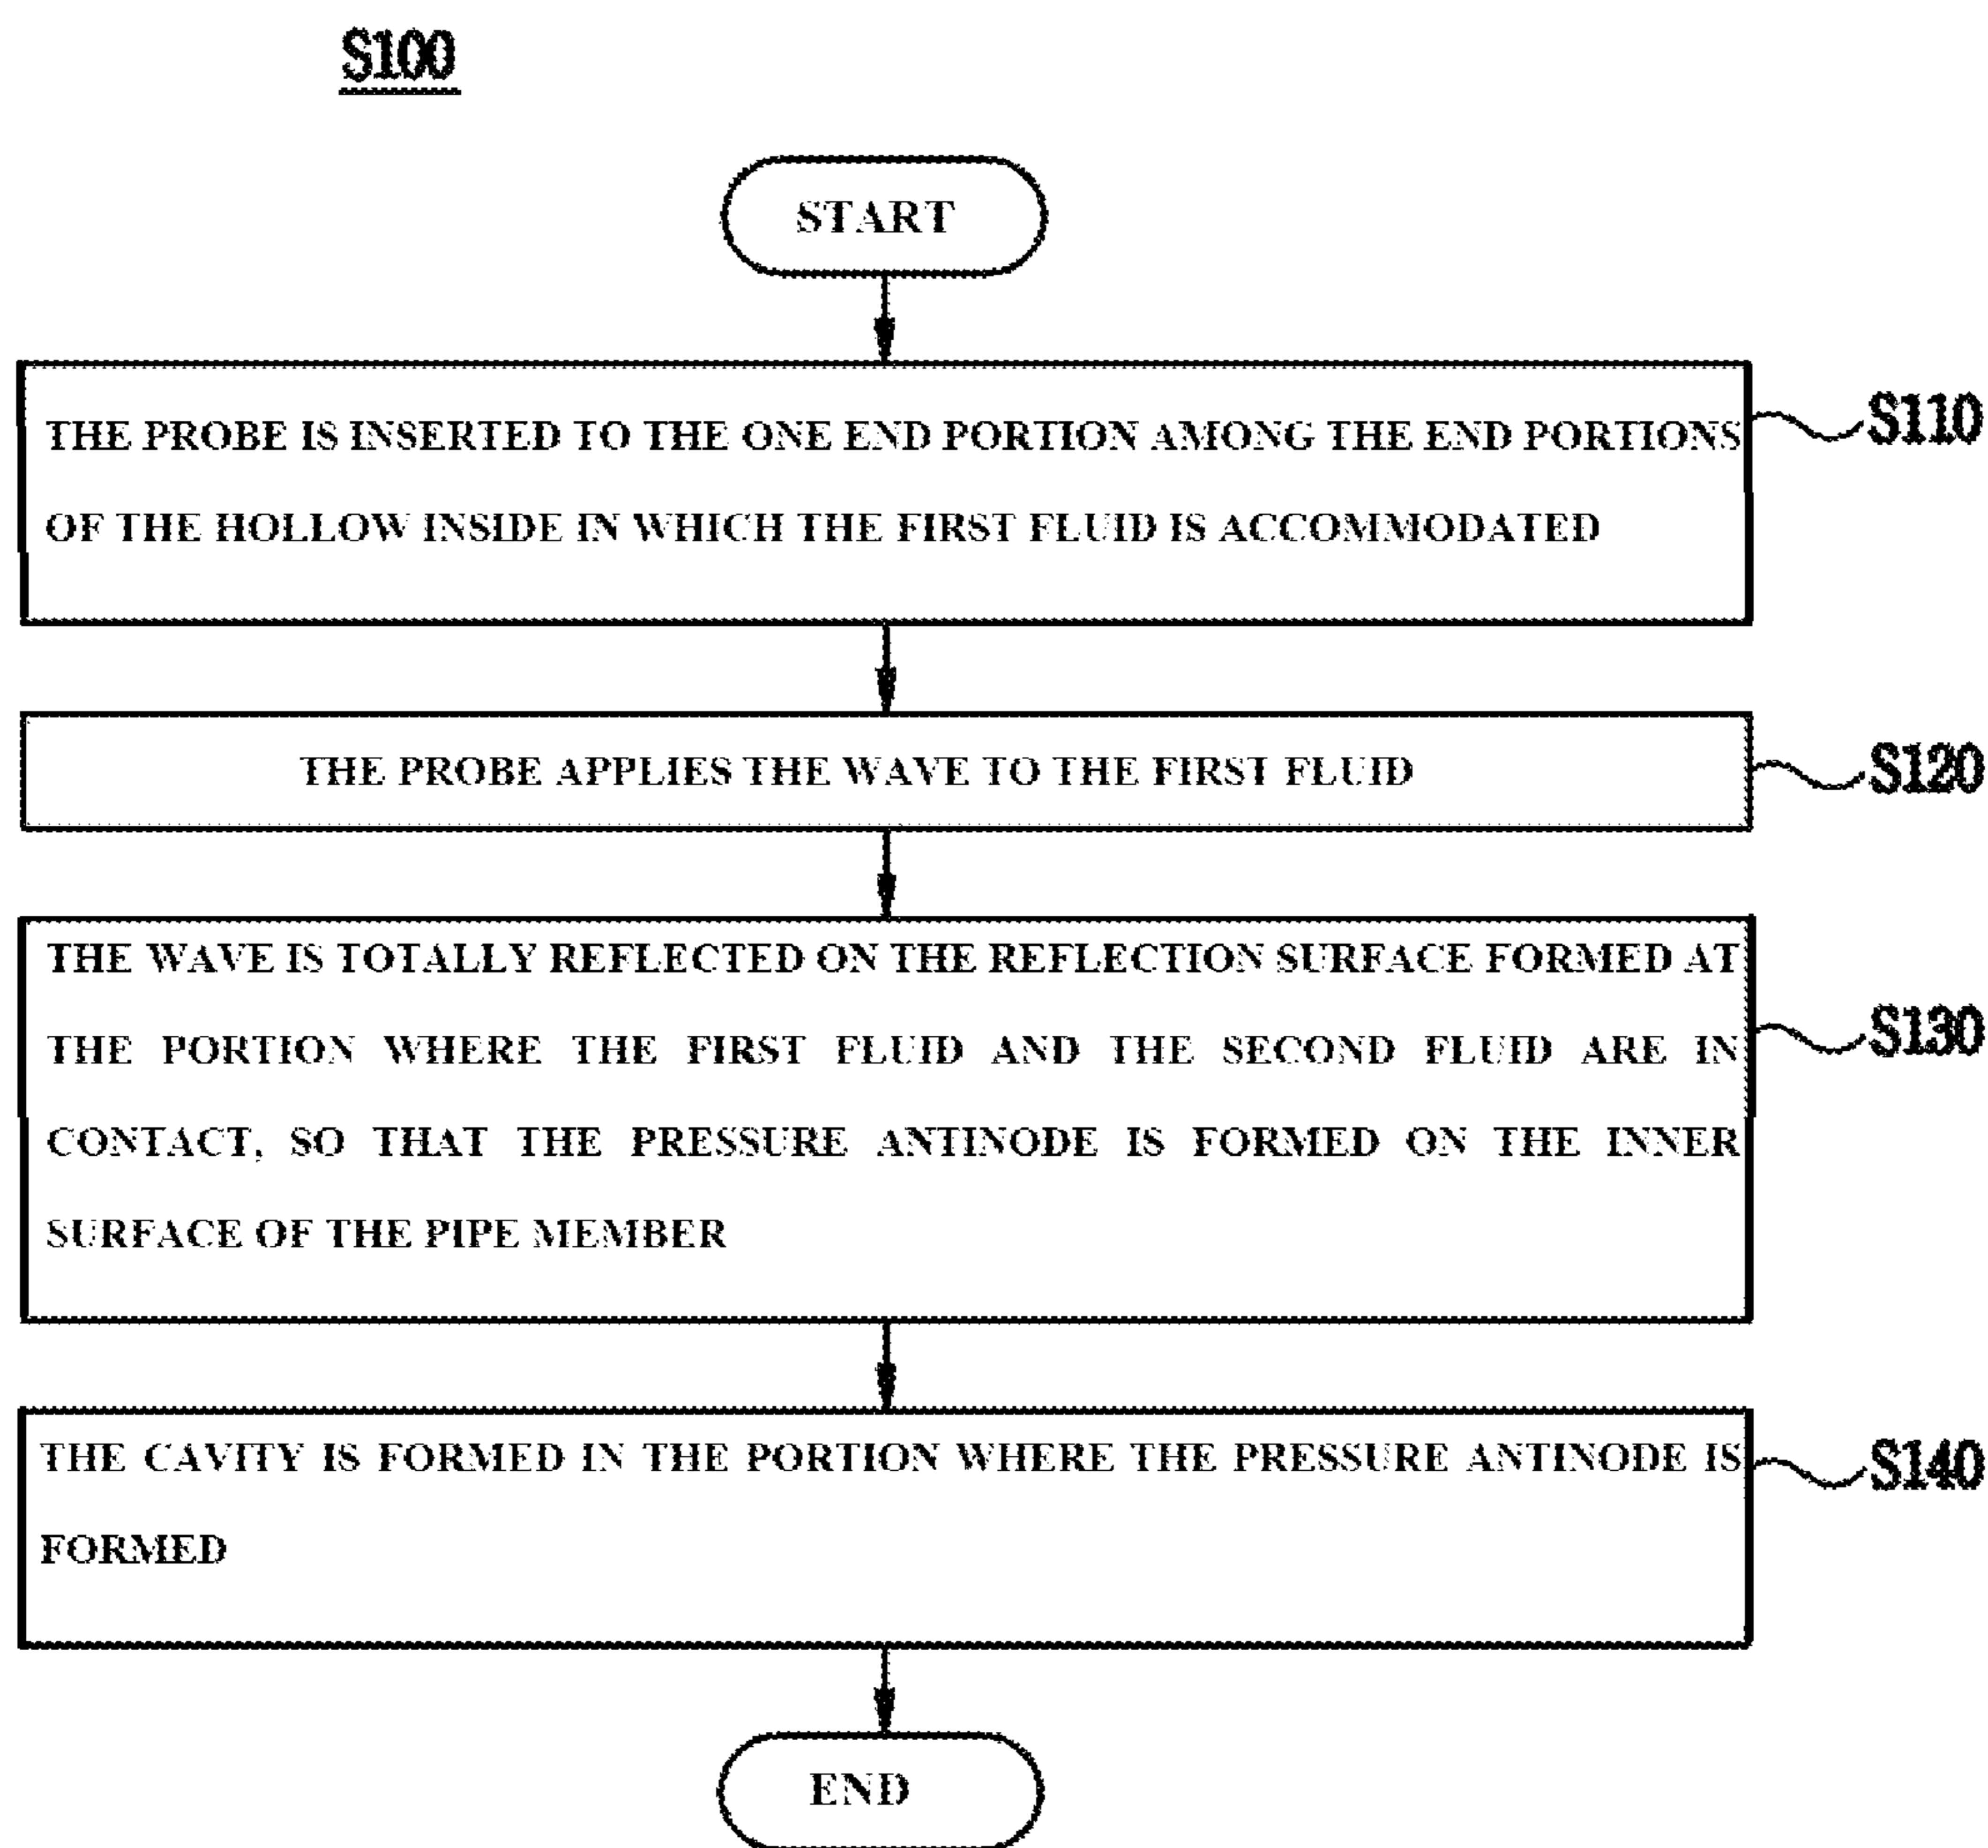 S100
START
THE PROBE IS INSERTED TO THE ONE END PORTION AMONG THE END PORTIONS
OF THE HOLLOW INSIDE IN WHICH THE FIRST FLUID IS ACCOMMODATED
S110
THE PROBE APPLIES THE WAVE TO THE FIRST FLUID
S120
THE WAVE IS TOTALLY REFLECTED ON THE REFLECTION SURFACE FORMED AT
THE PORTION WHERE THE FIRST FLUID AND THE SECOND FLUID ARE IN
CONTACT, SO THAT THE PRESSURE ANTINODE IS FORMED ON THE INNER
SURFACE OF THE PIPE MEMBER
S130
THE CAVITY IS FORMED IN THE PORTION WHERE THE PRESSURE ANTINODE IS
FORMED
S140
END